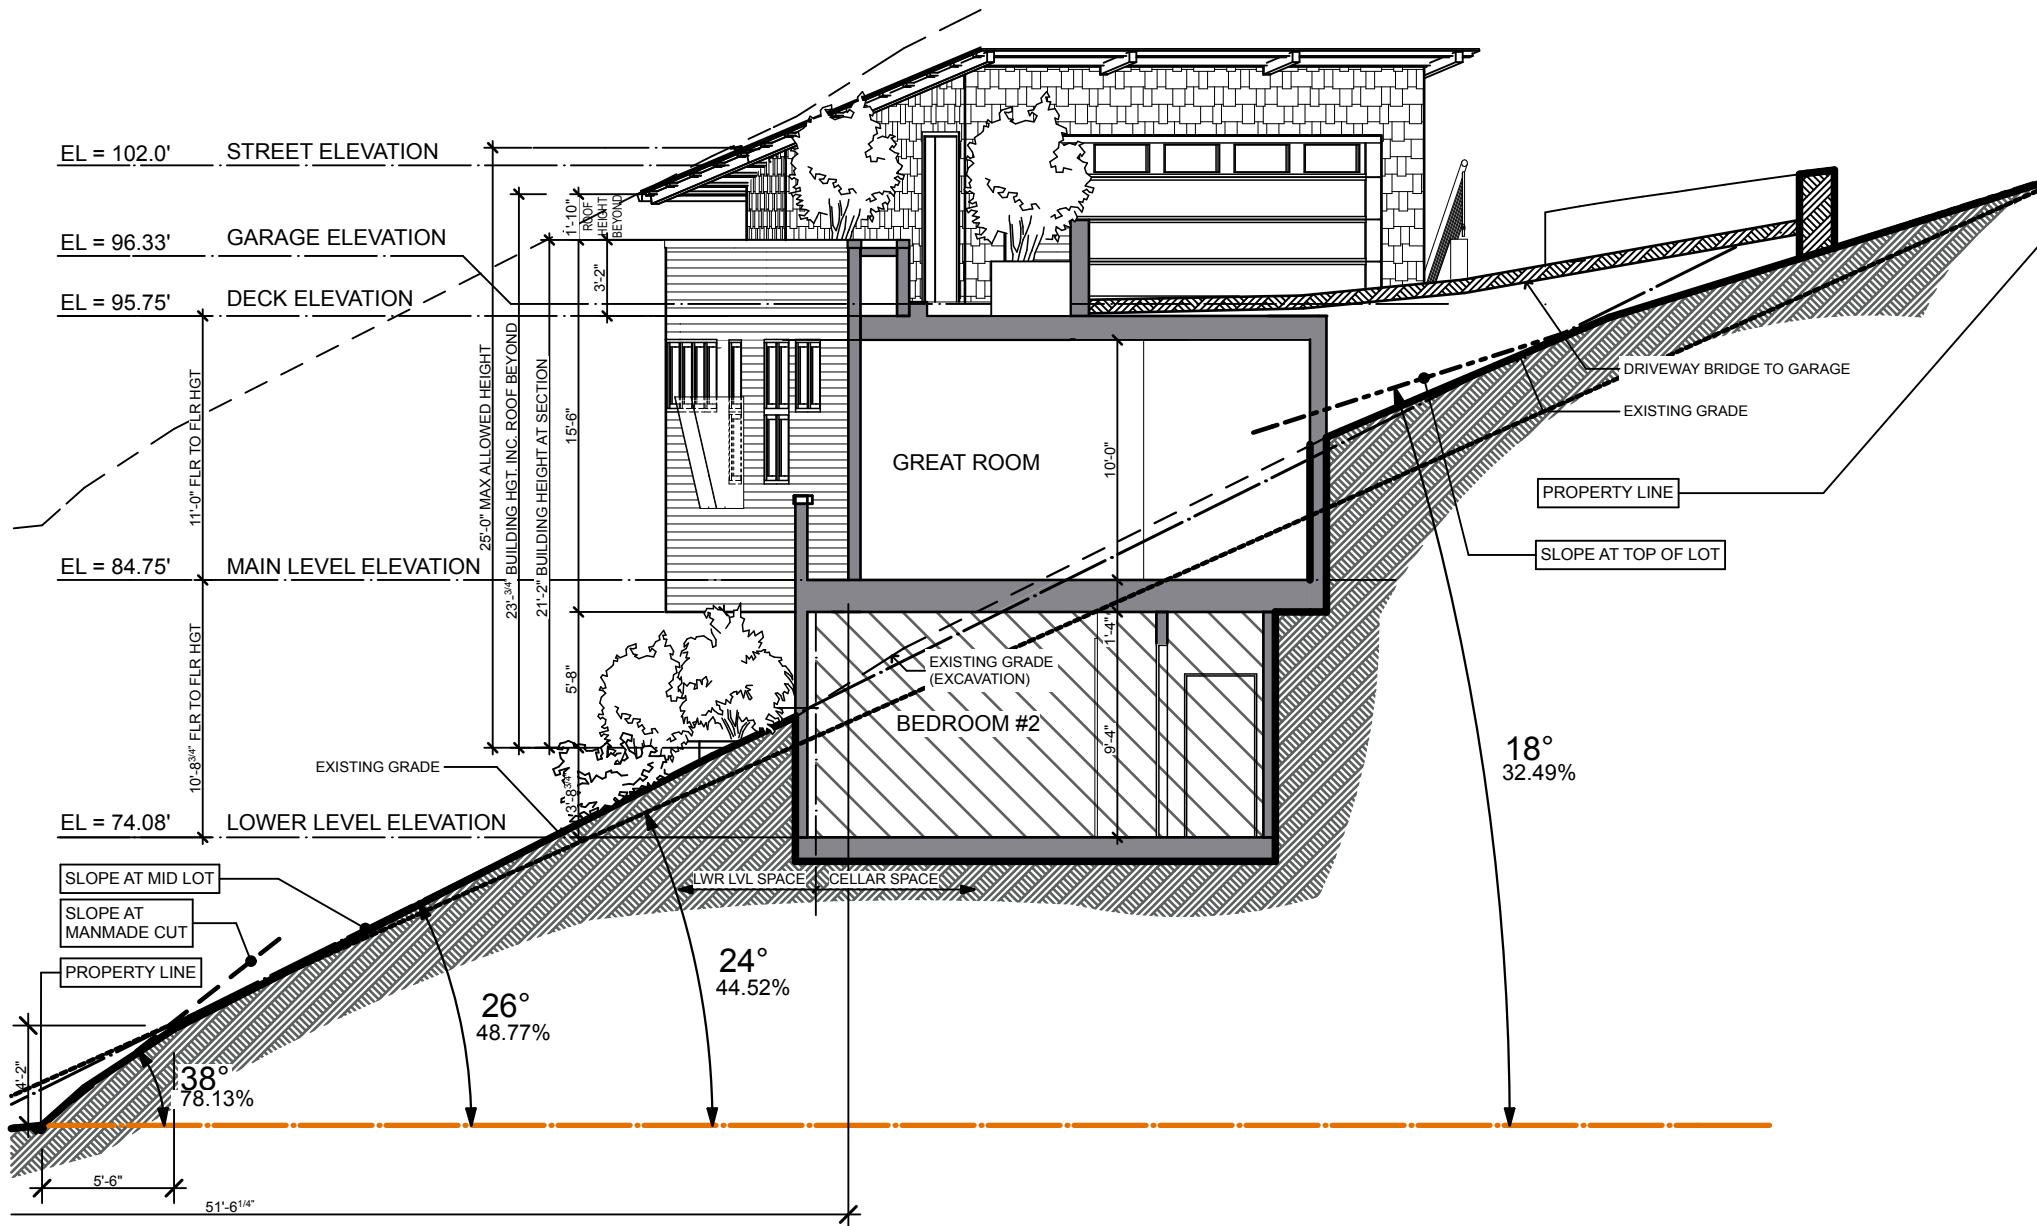 EL = 102.0' STREET ELEVATION
EL = 96.33' GARAGE ELEVATION
EL = 95.75' DECK ELEVATION
1'-10"
ROOF
HEIGHT
BEYOND
3'-2"
11'-0" FLR TO FLR HGT
25'-0" MAX ALLOWED HEIGHT
23'-3/4" BUILDING HGT. INC. ROOF BEYOND
21'-2" BUILDING HEIGHT AT SECTION
15'-6"
GREAT ROOM
10'-0"
DRIVEWAY BRIDGE TO GARAGE
EXISTING GRADE
PROPERTY LINE
SLOPE AT TOP OF LOT
EL = 84.75' MAIN LEVEL ELEVATION
10'-83/4" FLR TO FLR HGT
5'-8"
1'-4"
EXISTING GRADE
(EXCAVATION)
BEDROOM #2
9'-4"
18°
32.49%
EXISTING GRADE
3'-83/4"
EL = 74.08' LOWER LEVEL ELEVATION
SLOPE AT MID LOT
LWR LVL SPACE
CELLAR SPACE
SLOPE AT
MANMADE CUT
PROPERTY LINE
24°
44.52%
26°
48.77%
38°
78.13%
4'-2"
5'-6"
51'-61/4"